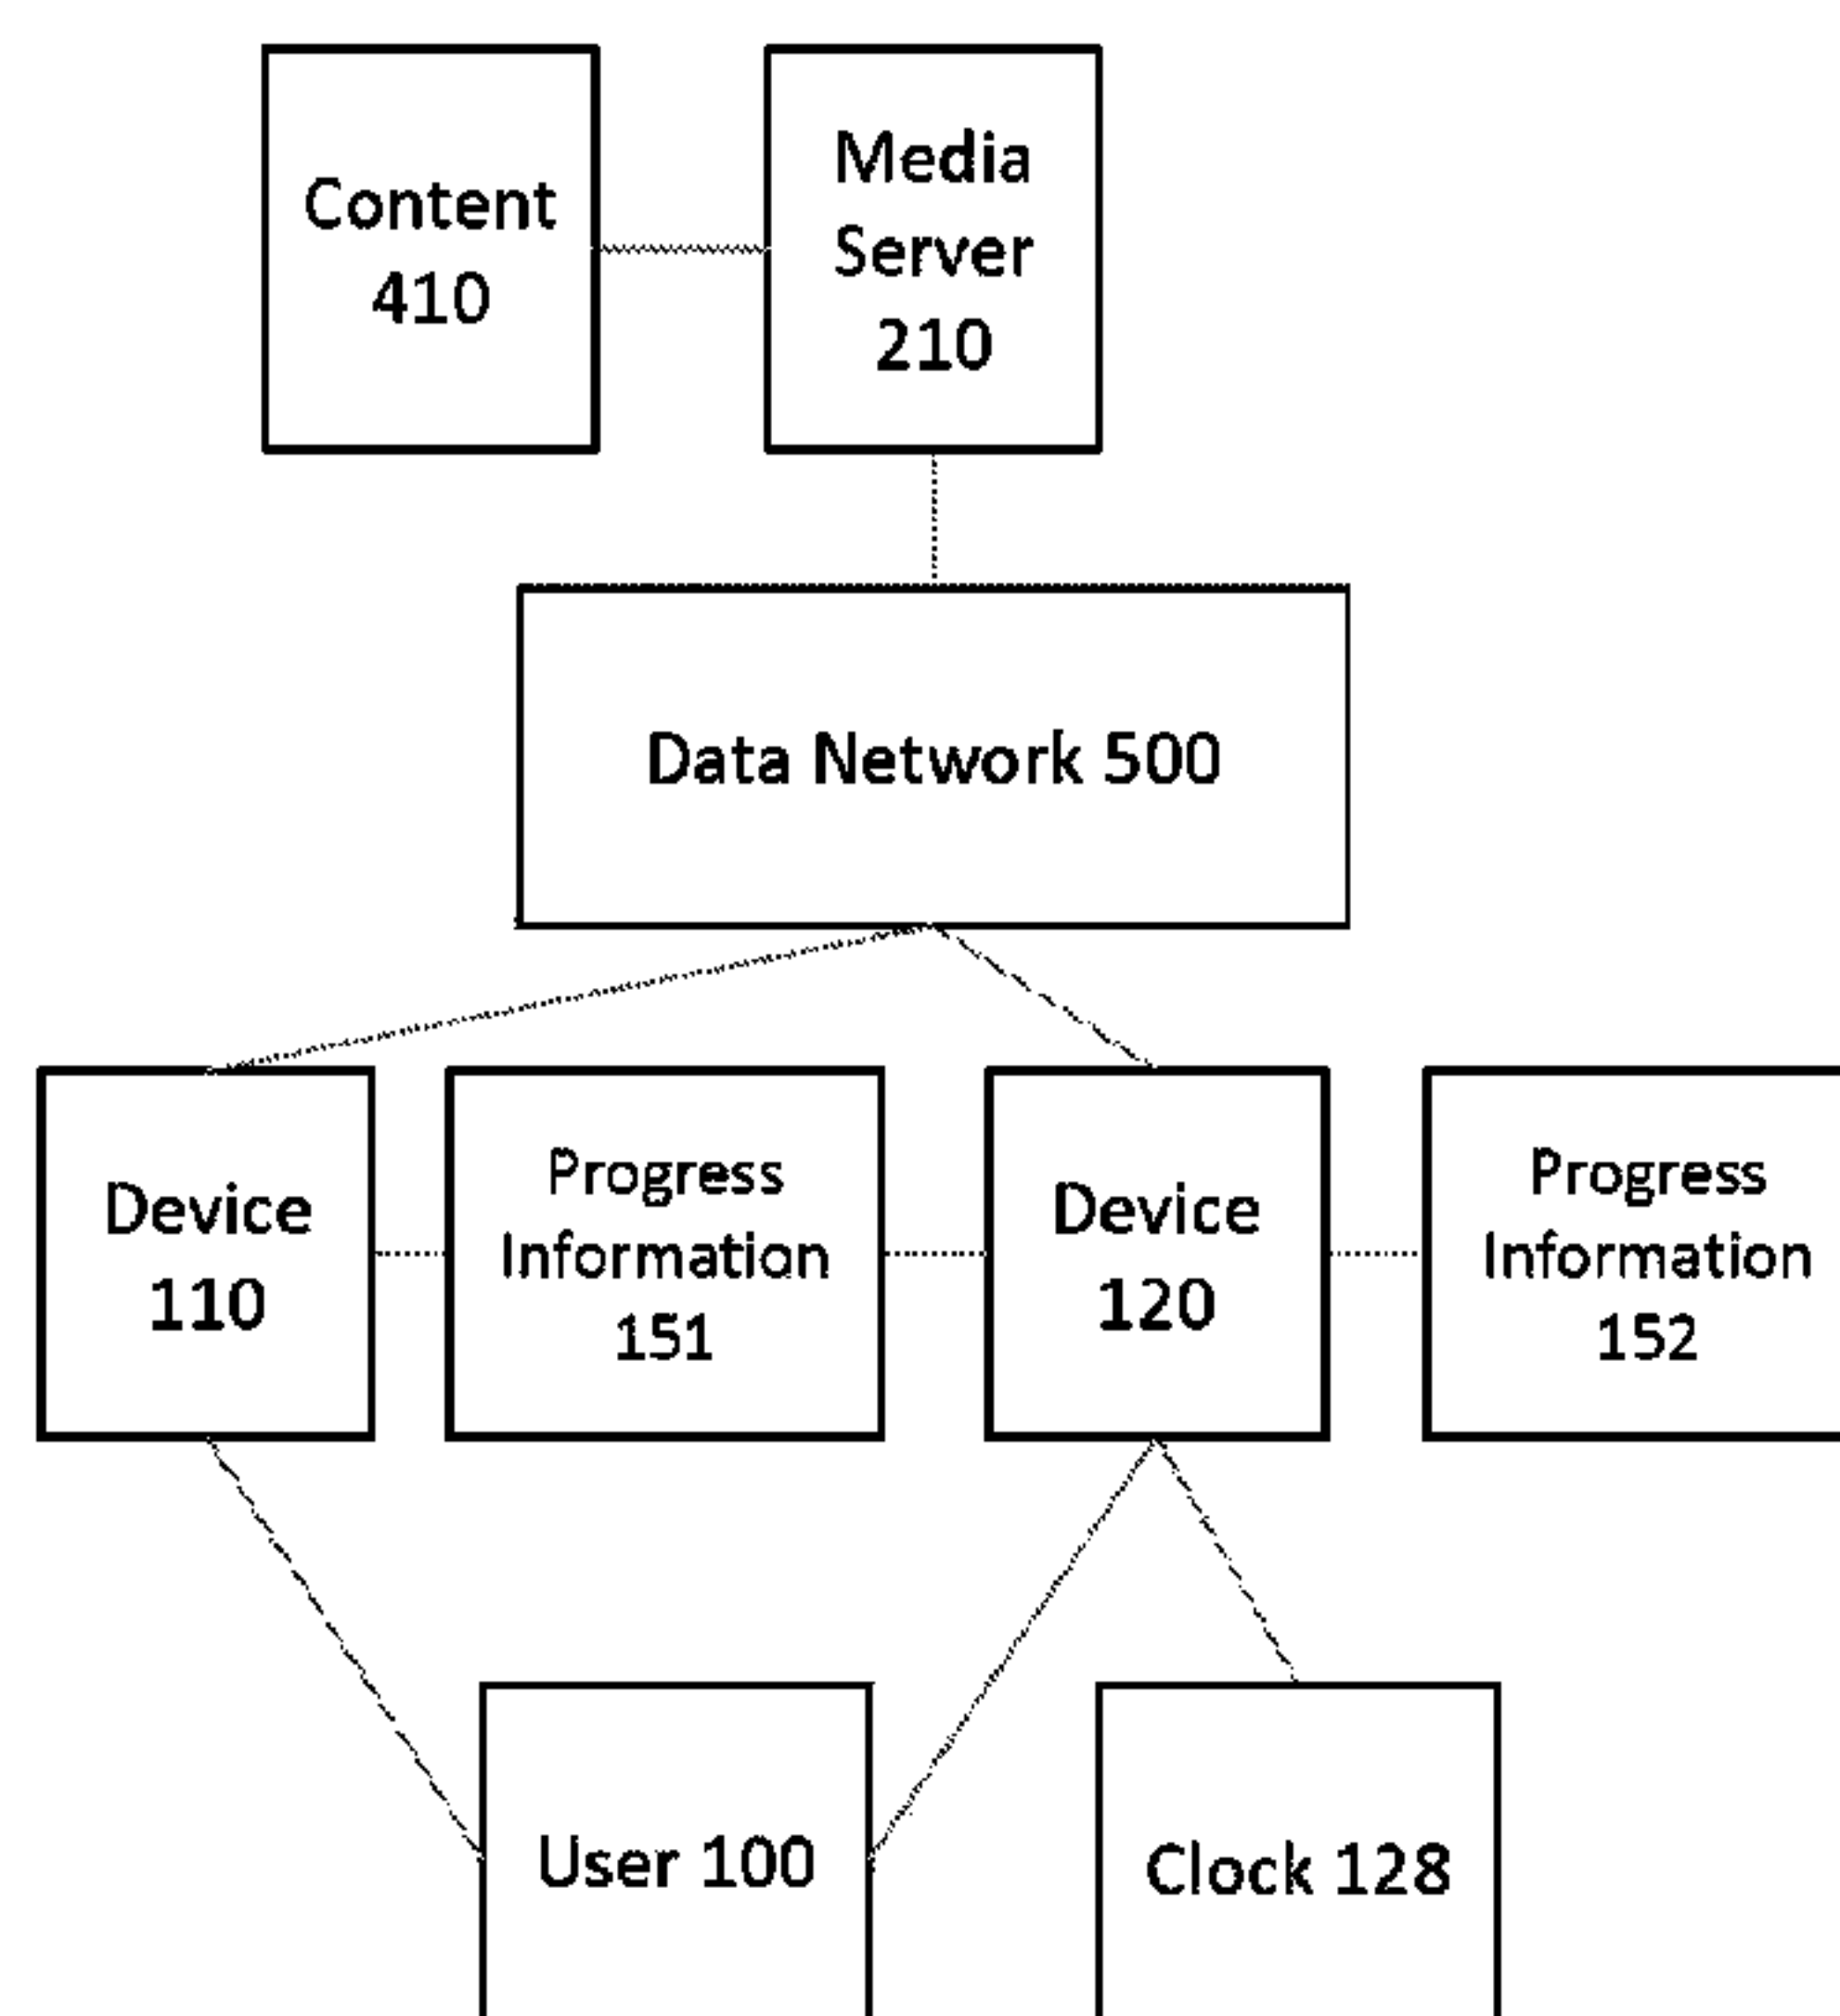 Content
410
Media
Server
210
Data Network 500
Device
110
Progress
Information
151
Device
120
Progress
Information
152
User 100
Clock 128